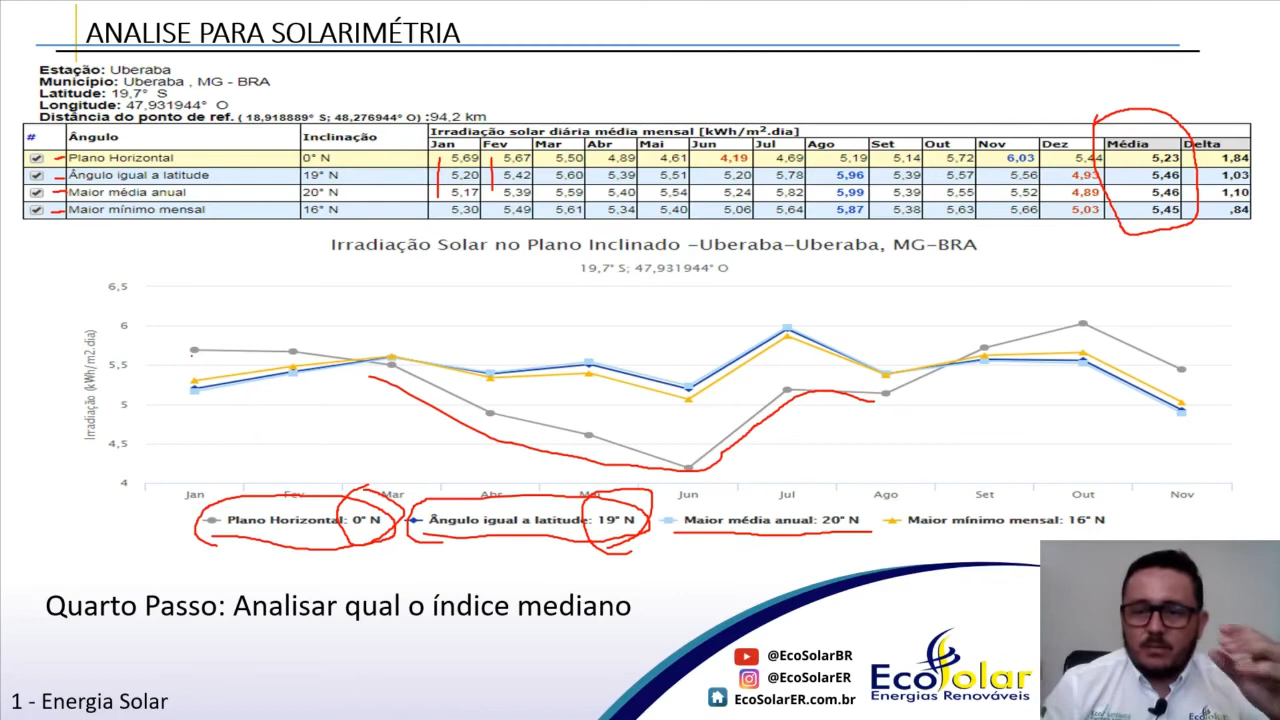 ANALISE PARA SOLARIMÉTRIA
Estação: Uberaba
Município: Uberaba , MG - BRA
Latitude: 19,7° S
Longitude: 47,931944° O
Distância do ponto de ref. ( 18,918889° S; 48,276944° O) :94,2 km
# Ângulo Inclinação Irradiação solar diária média mensal [kWh/m².dia]
Jan Fev Mar Abr Mai Jun Jul Ago Set Out Nov Dez Média Delta
Plano Horizontal 0° N 5,69 5,67 5,50 4,89 4,61 4,19 4,69 5,19 5,14 5,72 6,03 5,44 5,23 1,84
Ângulo igual a latitude 19° N 5,20 5,42 5,60 5,39 5,51 5,20 5,78 5,96 5,39 5,57 5,56 4,93 5,46 1,03
Maior média anual 20° N 5,17 5,39 5,59 5,40 5,54 5,24 5,82 5,99 5,39 5,55 5,52 4,89 5,46 1,10
Maior mínimo mensal 16° N 5,30 5,49 5,61 5,34 5,40 5,06 5,64 5,87 5,38 5,63 5,66 5,03 5,45 ,84
Irradiação Solar no Plano Inclinado –Uberaba–Uberaba, MG–BRA
19,7° S; 47,931944° O
Irradiação (kWh/m2.dia)
6,5
6
5,5
5
4,5
4
Jan Fev Mar Abr Mai Jun Jul Ago Set Out Nov
Plano Horizontal: 0° N Ângulo igual a latitude: 19° N Maior média anual: 20° N Maior mínimo mensal: 16° N
Quarto Passo: Analisar qual o índice mediano
@EcoSolarBR
@EcoSolarER
EcoSolarER.com.br
EcoSolar
Energias Renováveis
1 - Energia Solar